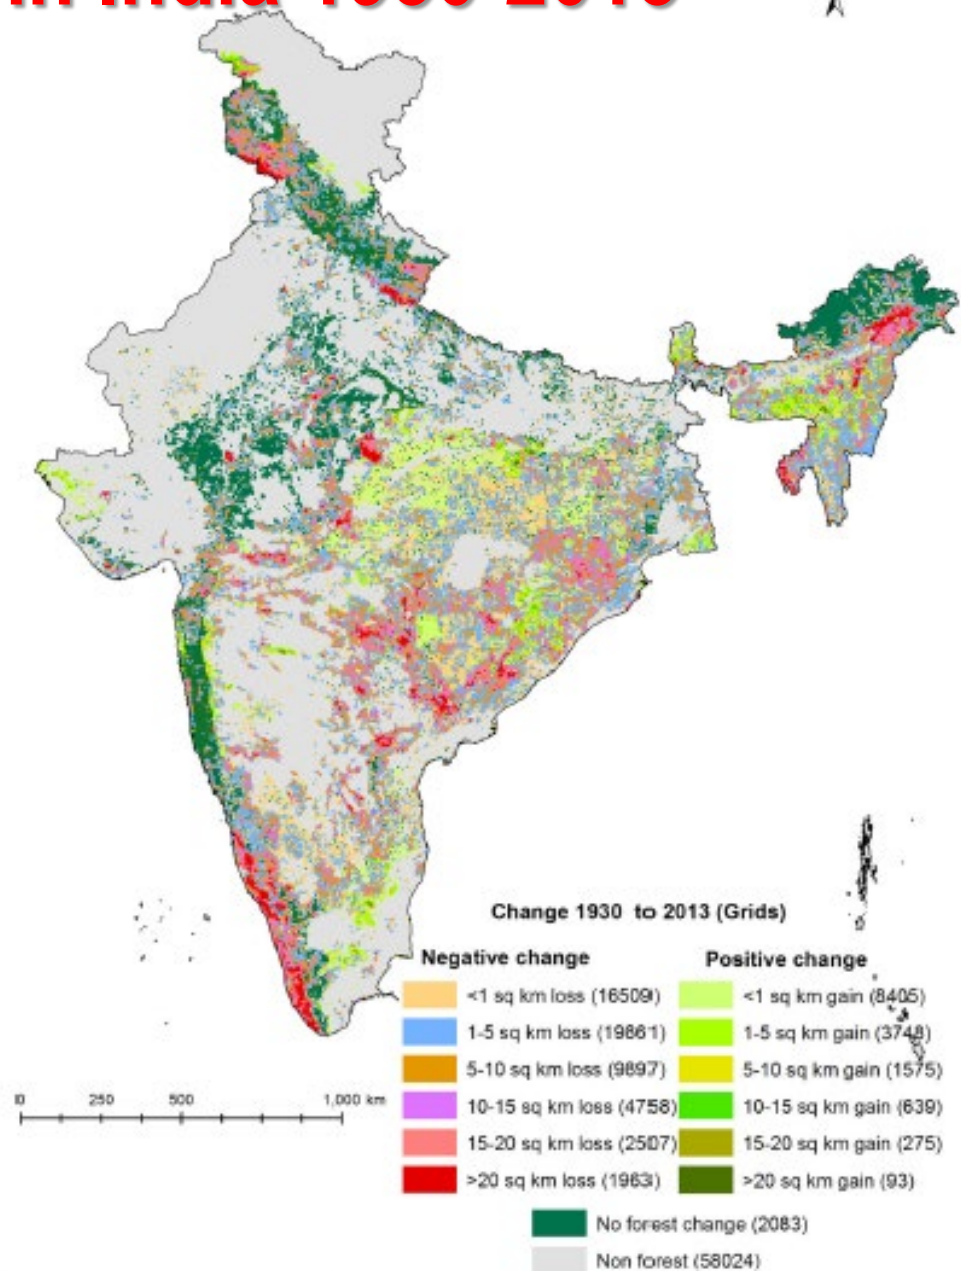 in India 1930-2013
Change 1930 to 2013 (Grids)
Negative change
<1 sq km loss (16509)
1-5 sq km loss (19861)
5-10 sq km loss (9897)
10-15 sq km loss (4758)
15-20 sq km loss (2507)
>20 sq km loss (1963)
Positive change
<1 sq km gain (8405)
1-5 sq km gain (3748)
5-10 sq km gain (1575)
10-15 sq km gain (639)
15-20 sq km gain (275)
>20 sq km gain (93)
No forest change (2083)
Non forest (58024)
0 250 500 1,000 km